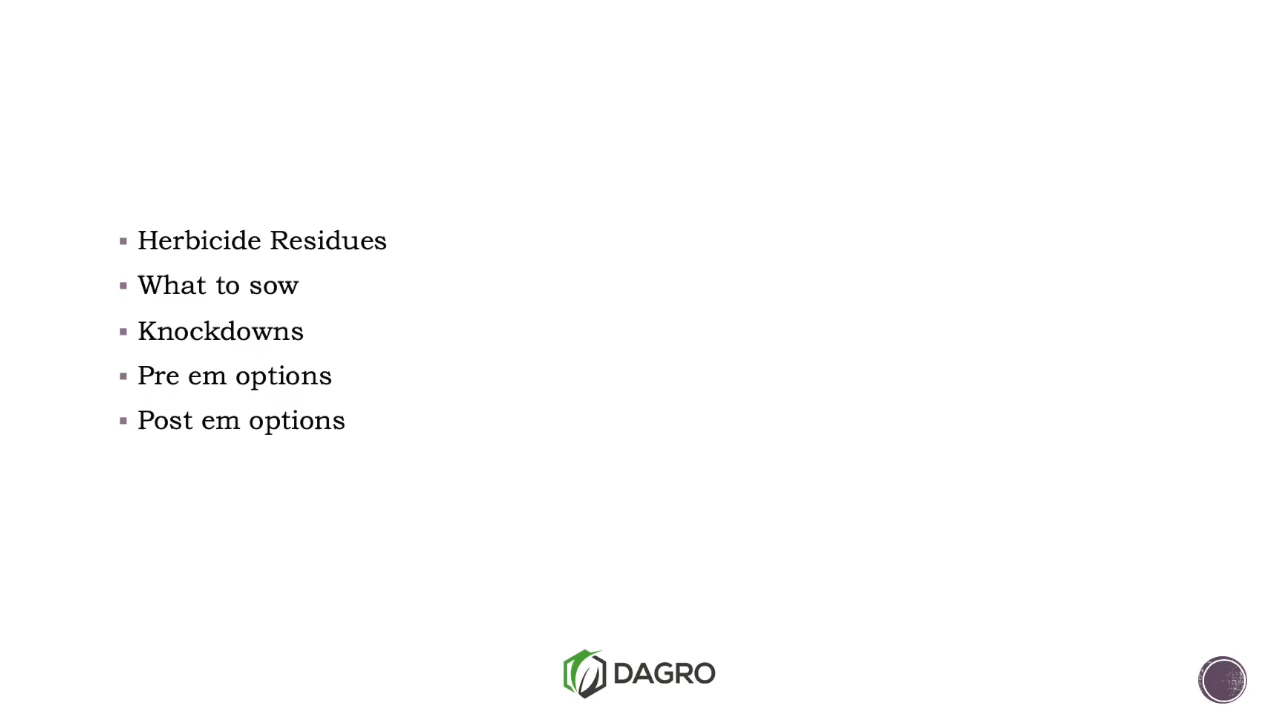 Herbicide Residues
What to sow
Knockdowns
Pre em options
Post em options
DAGRO